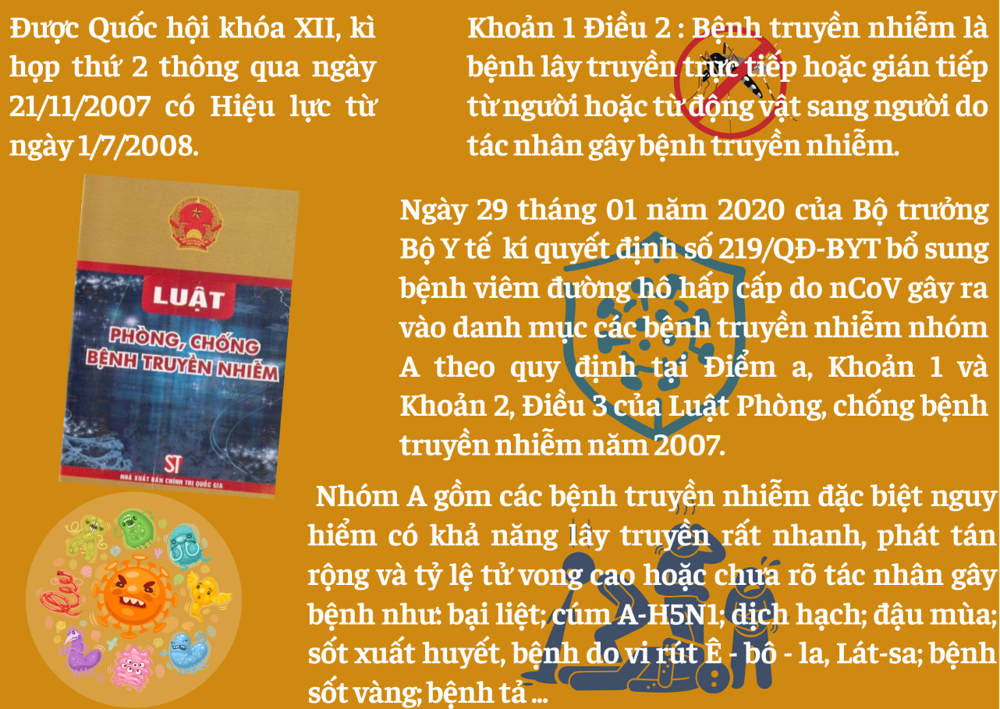 Được Quốc hội khóa XII, kì
họp thứ 2 thông qua ngày
21/11/2007 có Hiệu lực từ
ngày 1/7/2008.
Khoản 1 Điều 2 : Bệnh truyền nhiễm là
bệnh lây truyền trực tiếp hoặc gián tiếp
từ người hoặc từ động vật sang người do
tác nhân gây bệnh truyền nhiễm.
LUẬT
PHÒNG, CHỐNG
BỆNH TRUYỀN NHIỄM
ST
NHÀ XUẤT BẢN CHÍNH TRỊ QUỐC GIA
Ngày 29 tháng 01 năm 2020 của Bộ trưởng
Bộ Y tế kí quyết định số 219/QĐ-BYT bổ sung
bệnh viêm đường hô hấp cấp do nCoV gây ra
vào danh mục các bệnh truyền nhiễm nhóm
A theo quy định tại Điểm a, Khoản 1 và
Khoản 2, Điều 3 của Luật Phòng, chống bệnh
truyền nhiễm năm 2007.
Nhóm A gồm các bệnh truyền nhiễm đặc biệt nguy
hiểm có khả năng lây truyền rất nhanh, phát tán
rộng và tỷ lệ tử vong cao hoặc chưa rõ tác nhân gây
bệnh như: bại liệt; cúm A-H5N1; dịch hạch; đậu mùa;
sốt xuất huyết, bệnh do vi rút Ê - bô - la, Lát-sa; bệnh
sốt vàng; bệnh tả ...